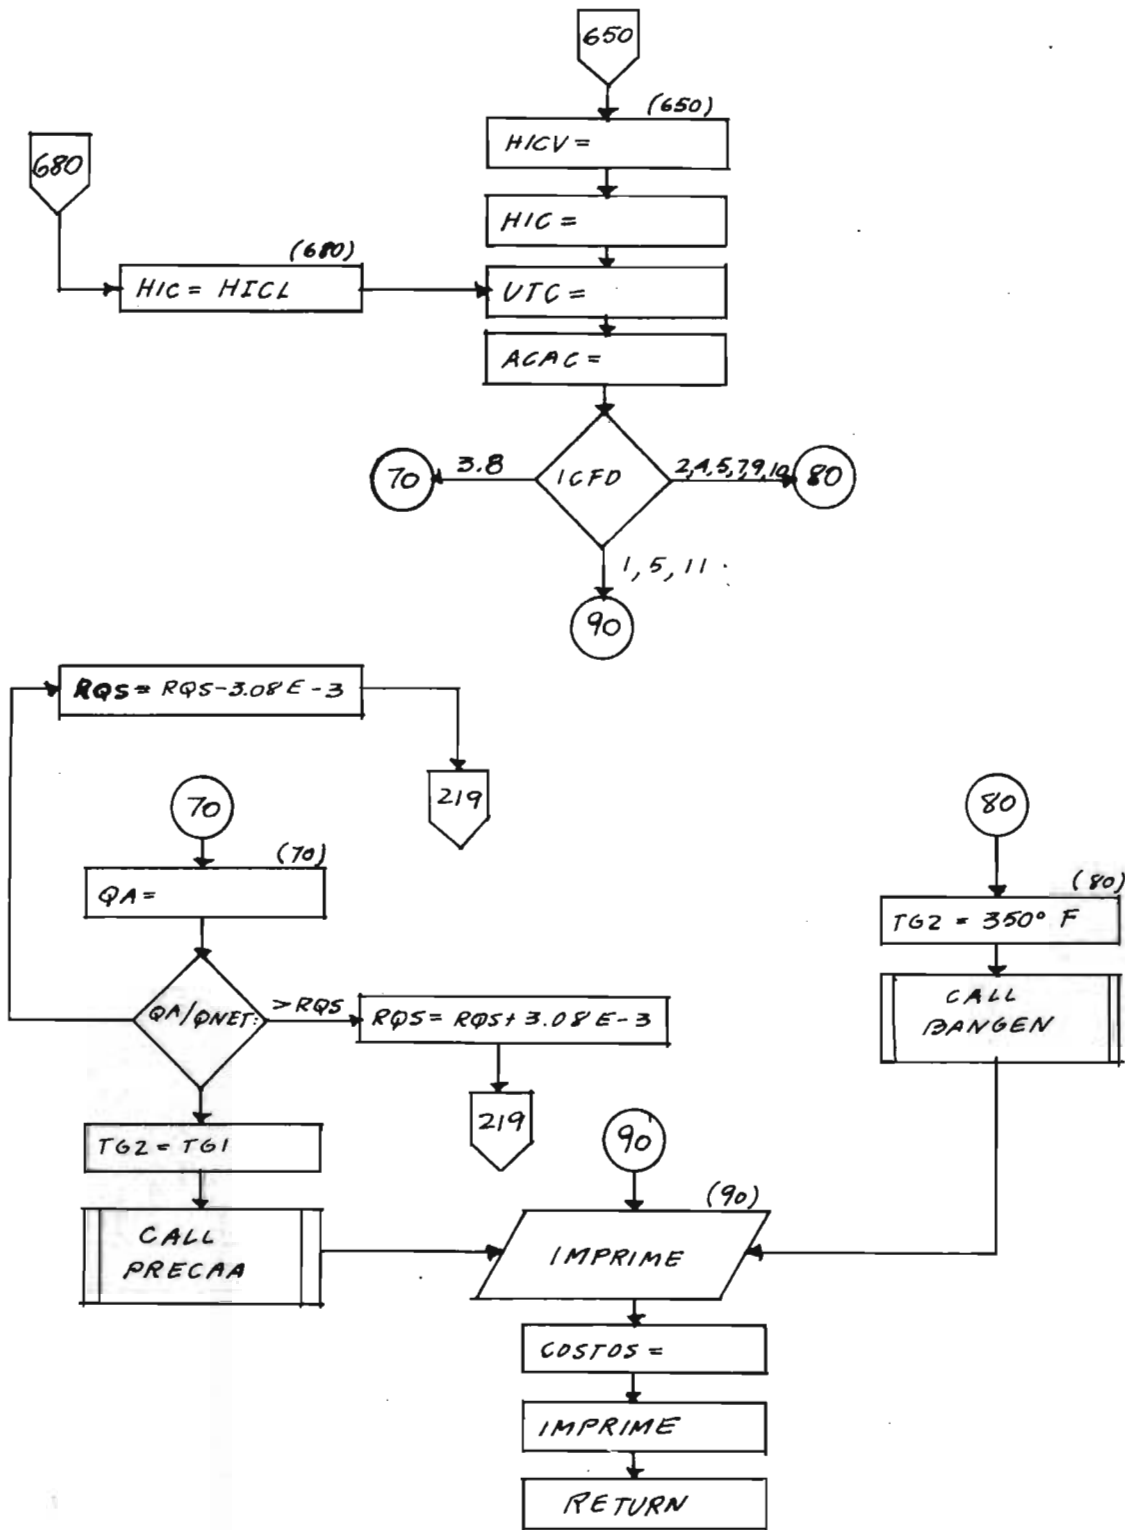 650
(650)
HICV =
680
HIC =
(680)
HIC = HICL
UTC =
ACAC =
70
3.8
ICFD
2,4,5,7,9,10
80
1, 5, 11
90
RQS = RQS-3.08 E-3
219
70
80
(70)
QA =
(80)
TG2 = 350° F
CALL
BANGEN
QA/QNET:
>RQS
RQS = RQS+ 3.08 E-3
219
90
TG2 = TG1
(90)
CALL
PRECAA
IMPRIME
COSTOS =
IMPRIME
RETURN